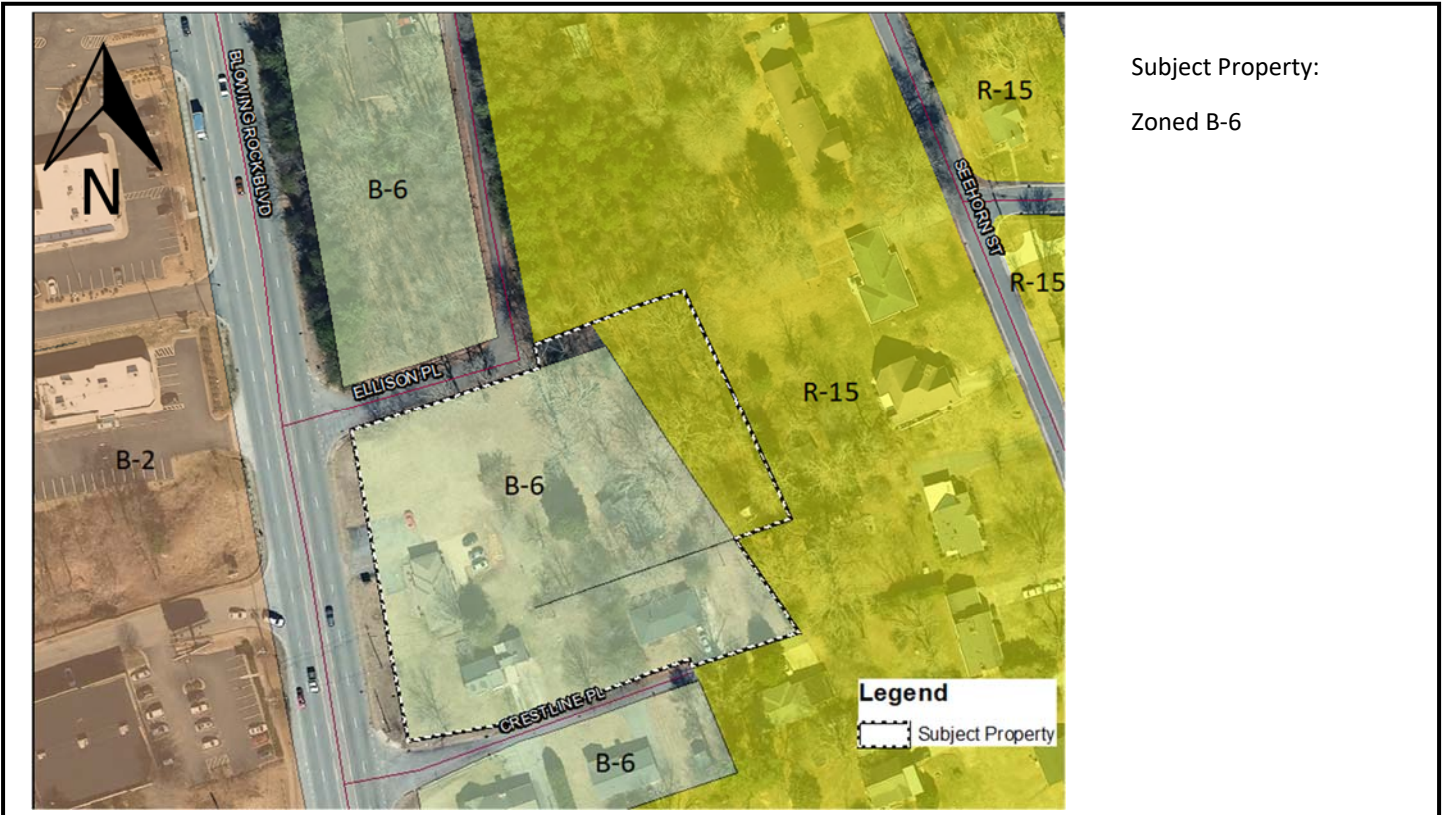 Subject Property:
Zoned B-6
N
BLOWING ROCK BLVD
B-6
R-15
SEEHORN ST
R-15
ELLISON PL
R-15
B-2
B-6
CRESTLINE PL
B-6
Legend
Subject Property